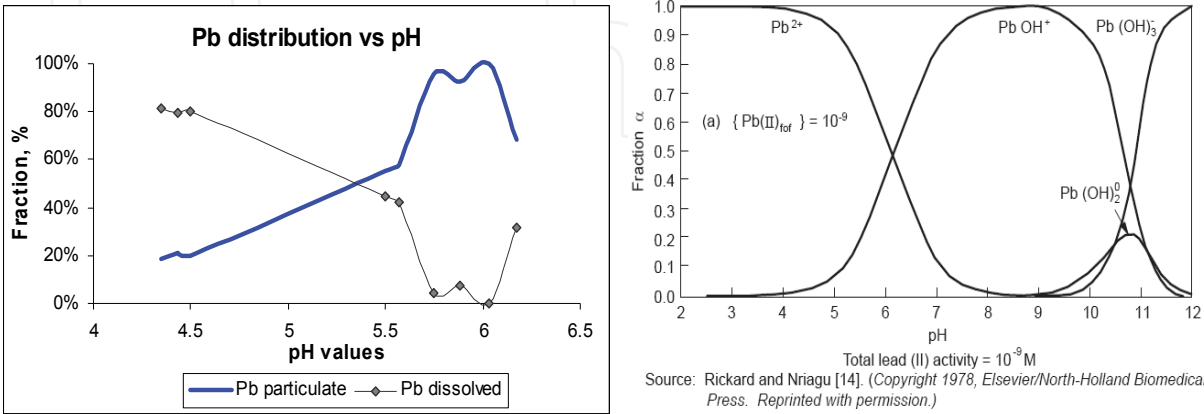 Pb distribution vs pH
Fraction, %
100%
80%
60%
40%
20%
0%
4 4.5 5 5.5 6 6.5
pH values
Pb particulate Pb dissolved
Fraction α
1.0
0.9
0.8
0.7
0.6
0.5
0.4
0.3
0.2
0.1
0.0
Pb²⁺ Pb OH⁺ Pb (OH)₃⁻
(a) { Pb(II)fof } = 10⁻⁹
Pb (OH)₂⁰
2 3 4 5 6 7 8 9 10 11 12
pH
Total lead (II) activity = 10⁻⁹ M
Source: Rickard and Nriagu [14]. (Copyright 1978, Elsevier/North-Holland Biomedical
Press. Reprinted with permission.)